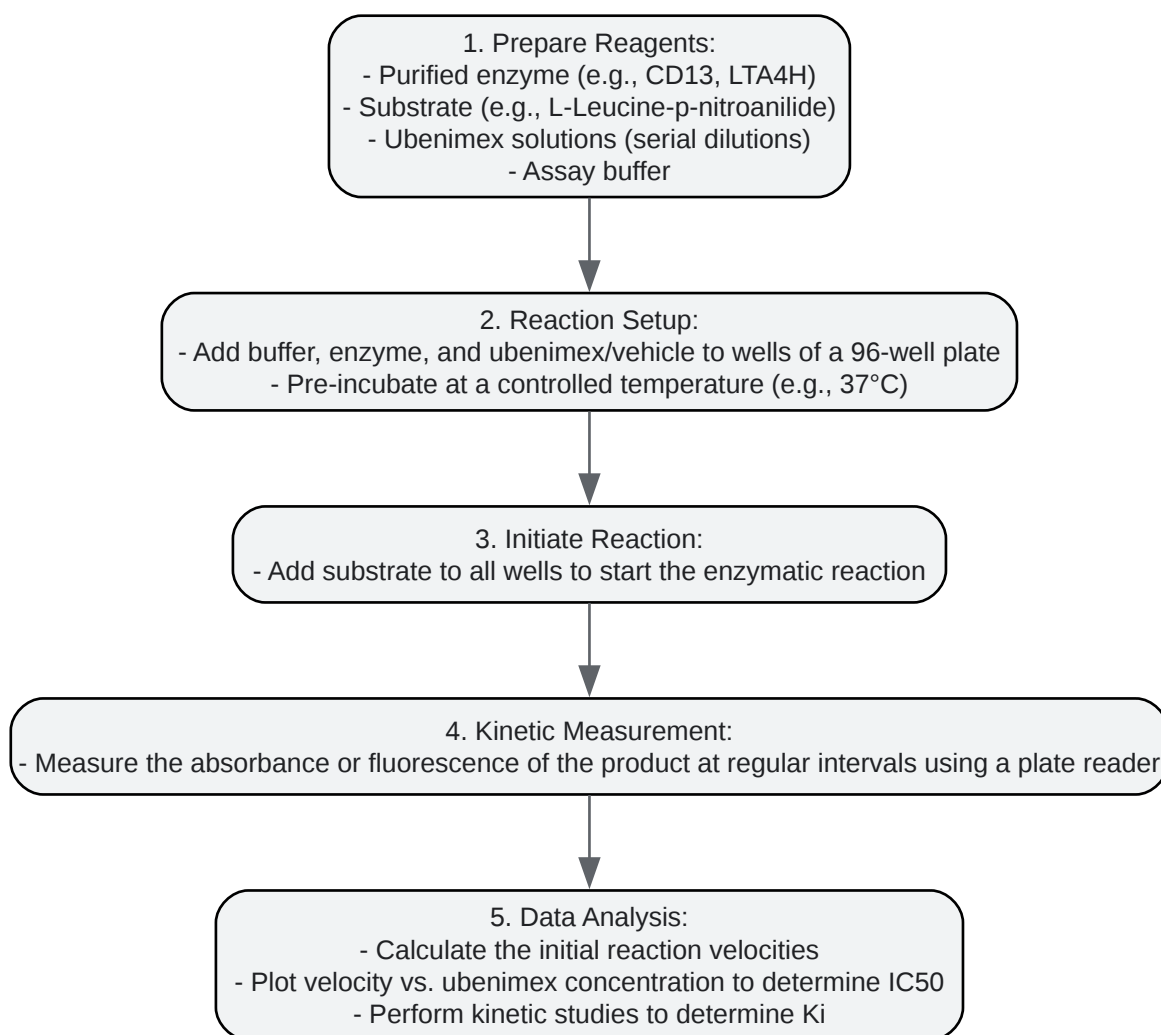 1. Prepare Reagents:
- Purified enzyme (e.g., CD13, LTA4H)
- Substrate (e.g., L-Leucine-p-nitroanilide)
- Ubenimex solutions (serial dilutions)
- Assay buffer
2. Reaction Setup:
- Add buffer, enzyme, and ubenimex/vehicle to wells of a 96-well plate
- Pre-incubate at a controlled temperature (e.g., 37°C)
3. Initiate Reaction:
- Add substrate to all wells to start the enzymatic reaction
4. Kinetic Measurement:
- Measure the absorbance or fluorescence of the product at regular intervals using a plate reader
5. Data Analysis:
- Calculate the initial reaction velocities
- Plot velocity vs. ubenimex concentration to determine IC50
- Perform kinetic studies to determine Ki